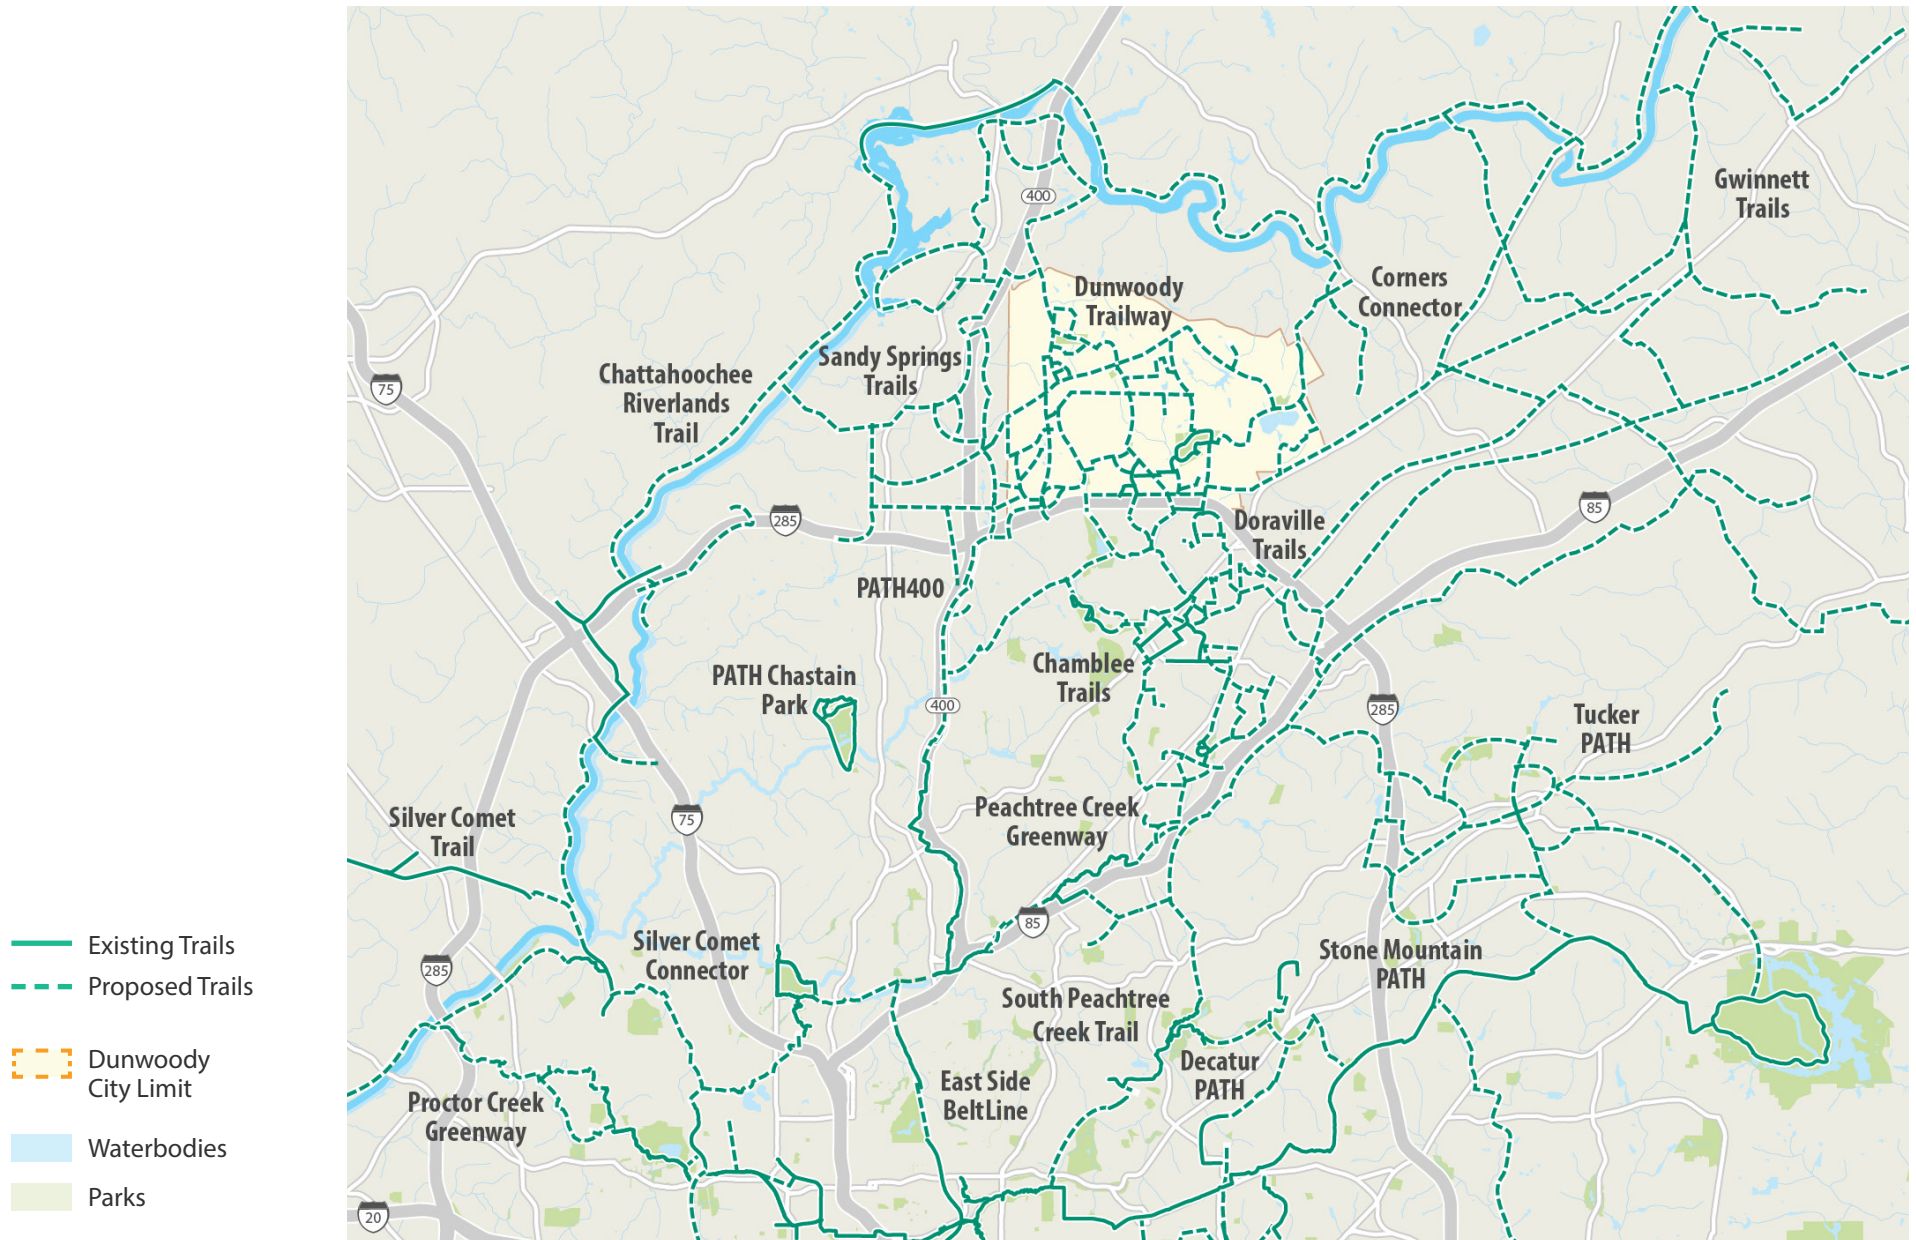 400
Gwinnett
Trails
Corners
Connector
Dunwoody
Trailway
Sandy Springs
Trails
Chattahoochee
Riverlands
Trail
75
285
85
Doraville
Trails
PATH400
Chamblee
Trails
PATH Chastain
Park
400
285
Tucker
PATH
Silver Comet
Trail
75
Peachtree Creek
Greenway
85
Existing Trails
Proposed Trails
Dunwoody
City Limit
Waterbodies
Parks
285
Silver Comet
Connector
Stone Mountain
PATH
South Peachtree
Creek Trail
Decatur
PATH
East Side
BeltLine
Proctor Creek
Greenway
20